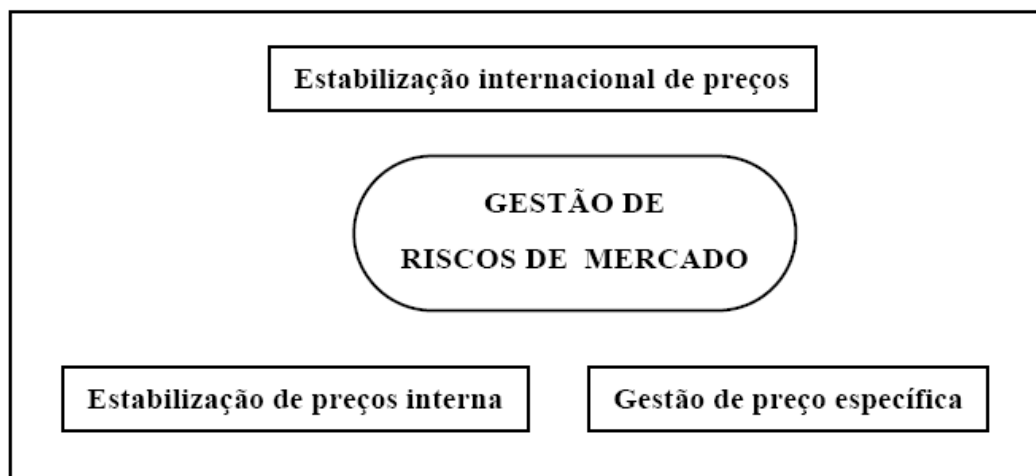 Estabilização internacional de preços
GESTÃO DE
RISCOS DE MERCADO
Estabilização de preços interna
Gestão de preço específica